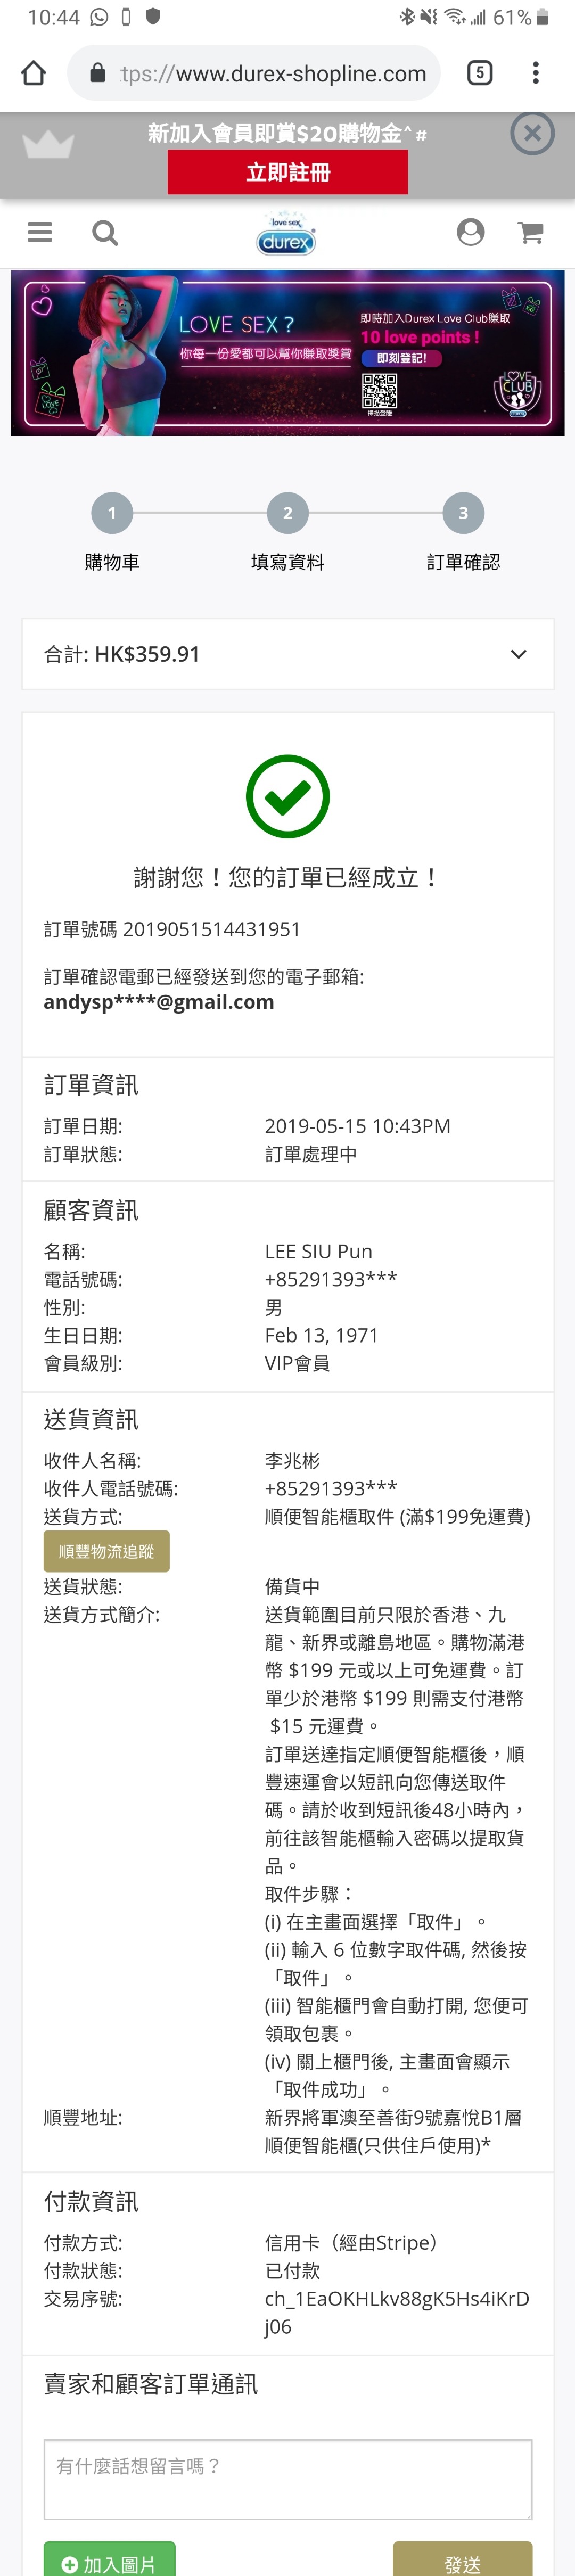 10:44
61%
tps://www.durex-shopline.com
5
新加入會員即賞$20購物金^#
立即註冊
love sex
durex
LOVE SEX ?
你每一份愛都可以幫你賺取獎賞
即時加入Durex Love Club賺取
10 love points !
即刻登記!
掃描登陸
LOVE CLUB
durex
1
2
3
購物車
填寫資料
訂單確認
合計: HK$359.91
謝謝您！您的訂單已經成立！
訂單號碼 2019051514431951
訂單確認電郵已經發送到您的電子郵箱:
andysp****@gmail.com
訂單資訊
訂單日期: 2019-05-15 10:43PM
訂單狀態: 訂單處理中
顧客資訊
名稱: LEE SIU Pun
電話號碼: +85291393***
性別: 男
生日日期: Feb 13, 1971
會員級別: VIP會員
送貨資訊
收件人名稱: 李兆彬
收件人電話號碼: +85291393***
送貨方式: 順便智能櫃取件 (滿$199免運費)
順豐物流追蹤
送貨狀態: 備貨中
送貨方式簡介: 送貨範圍目前只限於香港、九
龍、新界或離島地區。購物滿港
幣 $199 元或以上可免運費。訂
單少於港幣 $199 則需支付港幣
$15 元運費。
訂單送達指定順便智能櫃後，順
豐速運會以短訊向您傳送取件
碼。請於收到短訊後48小時內，
前往該智能櫃輸入密碼以提取貨
品。
取件步驟：
(i) 在主畫面選擇「取件」。
(ii) 輸入 6 位數字取件碼, 然後按
「取件」。
(iii) 智能櫃門會自動打開, 您便可
領取包裹。
(iv) 關上櫃門後, 主畫面會顯示
「取件成功」。
順豐地址: 新界將軍澳至善街9號嘉悅B1層
順便智能櫃(只供住戶使用)*
付款資訊
付款方式: 信用卡（經由Stripe）
付款狀態: 已付款
交易序號: ch_1EaOKHLkv88gK5Hs4iKrD
j06
賣家和顧客訂單通訊
有什麼話想留言嗎？
加入圖片
發送